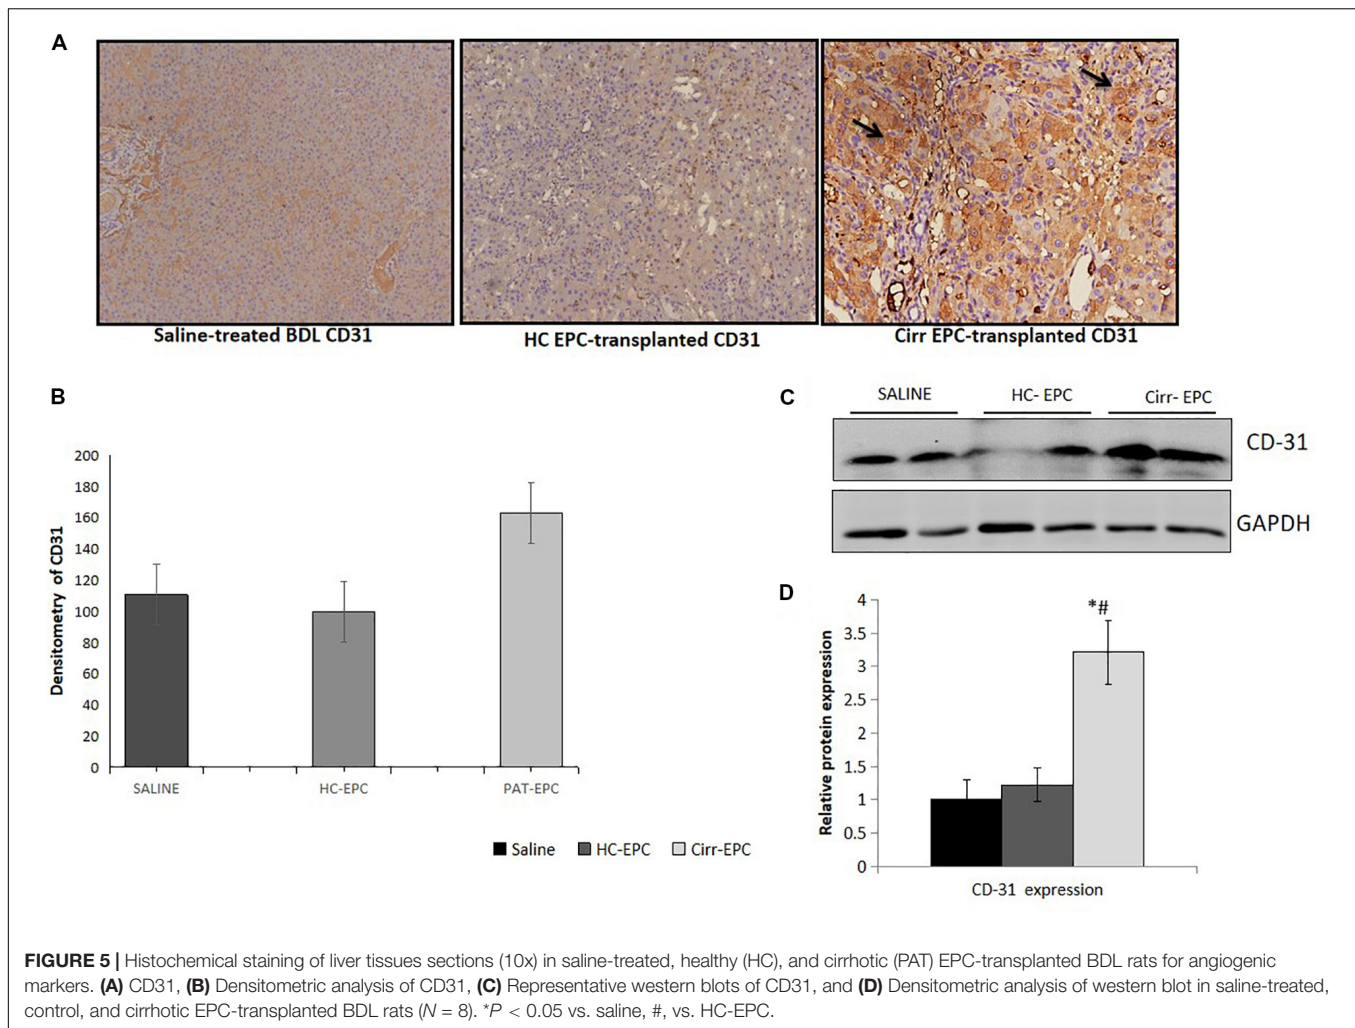 A
Saline-treated BDL CD31
HC EPC-transplanted CD31
Cirr EPC-transplanted CD31
B
Densitometry of CD31
200
180
160
140
120
100
80
60
40
20
0
SALINE
HC-EPC
PAT-EPC
Saline
HC-EPC
Cirr-EPC
C
SALINE
HC- EPC
Cirr- EPC
CD-31
GAPDH
D
Relative protein expression
4
3.5
3
2.5
2
1.5
1
0.5
0
*#
CD-31 expression
FIGURE 5 | Histochemical staining of liver tissues sections (10x) in saline-treated, healthy (HC), and cirrhotic (PAT) EPC-transplanted BDL rats for angiogenic
markers. (A) CD31, (B) Densitometric analysis of CD31, (C) Representative western blots of CD31, and (D) Densitometric analysis of western blot in saline-treated,
control, and cirrhotic EPC-transplanted BDL rats (N = 8). *P < 0.05 vs. saline, #, vs. HC-EPC.